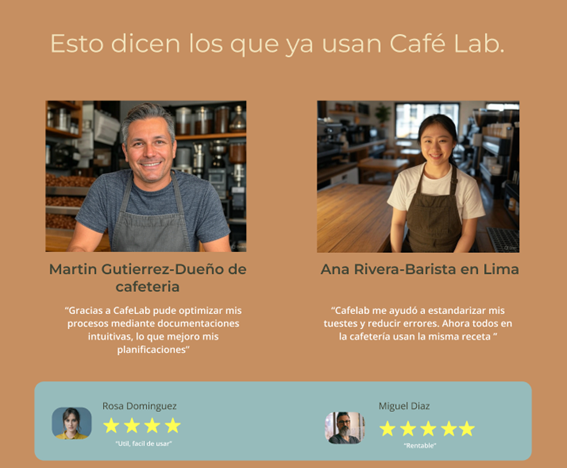 Esto dicen los que ya usan Café Lab.
Martin Gutierrez-Dueño de
cafeteria
"Gracias a CafeLab pude optimizar mis
procesos mediante documentaciones
intuitivas, lo que mejoro mis
planificaciones"
Ana Rivera-Barista en Lima
"Cafelab me ayudó a estandarizar mis
tuestes y reducir errores. Ahora todos en
la cafetería usan la misma receta "
Rosa Dominguez
"Util, facil de usar"
Miguel Diaz
"Rentable"